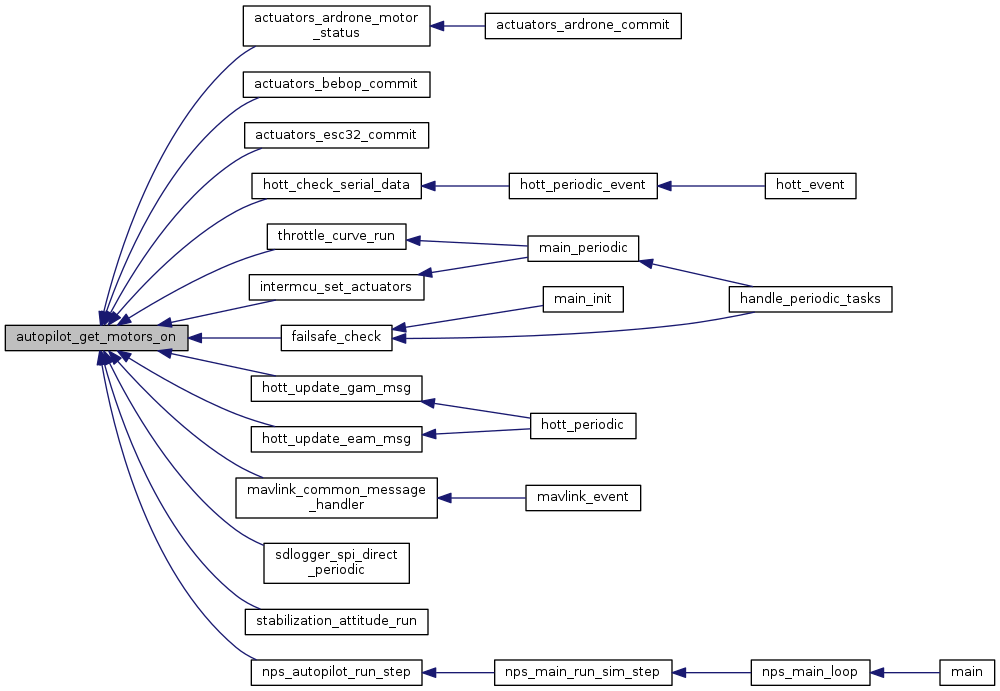 actuators_ardrone_motor
_status
actuators_ardrone_commit
actuators_bebop_commit
actuators_esc32_commit
hott_check_serial_data
hott_periodic_event
hott_event
throttle_curve_run
main_periodic
intermcu_set_actuators
main_init
handle_periodic_tasks
autopilot_get_motors_on
failsafe_check
hott_update_gam_msg
hott_periodic
hott_update_eam_msg
mavlink_common_message
_handler
mavlink_event
sdlogger_spi_direct
_periodic
stabilization_attitude_run
nps_autopilot_run_step
nps_main_run_sim_step
nps_main_loop
main